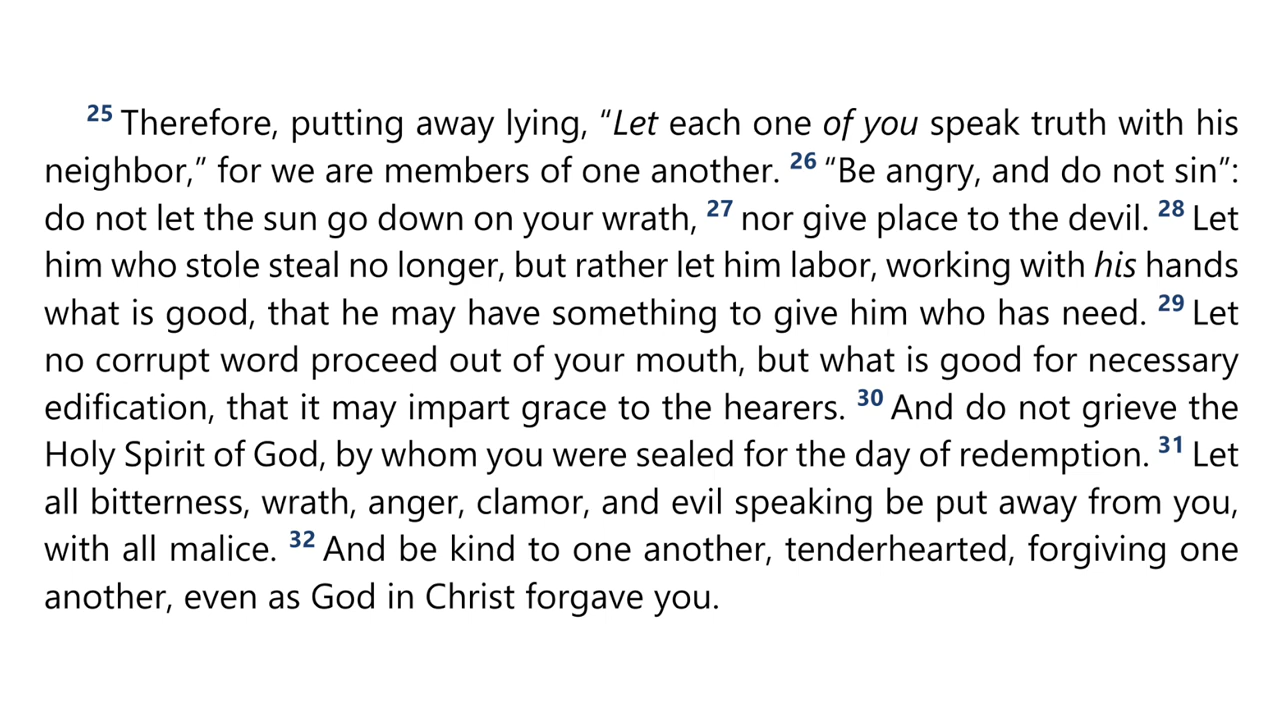 25 Therefore, putting away lying, “Let each one of you speak truth with his
neighbor,” for we are members of one another. 26 “Be angry, and do not sin”:
do not let the sun go down on your wrath, 27 nor give place to the devil. 28 Let
him who stole steal no longer, but rather let him labor, working with his hands
what is good, that he may have something to give him who has need. 29 Let
no corrupt word proceed out of your mouth, but what is good for necessary
edification, that it may impart grace to the hearers. 30 And do not grieve the
Holy Spirit of God, by whom you were sealed for the day of redemption. 31 Let
all bitterness, wrath, anger, clamor, and evil speaking be put away from you,
with all malice. 32 And be kind to one another, tenderhearted, forgiving one
another, even as God in Christ forgave you.